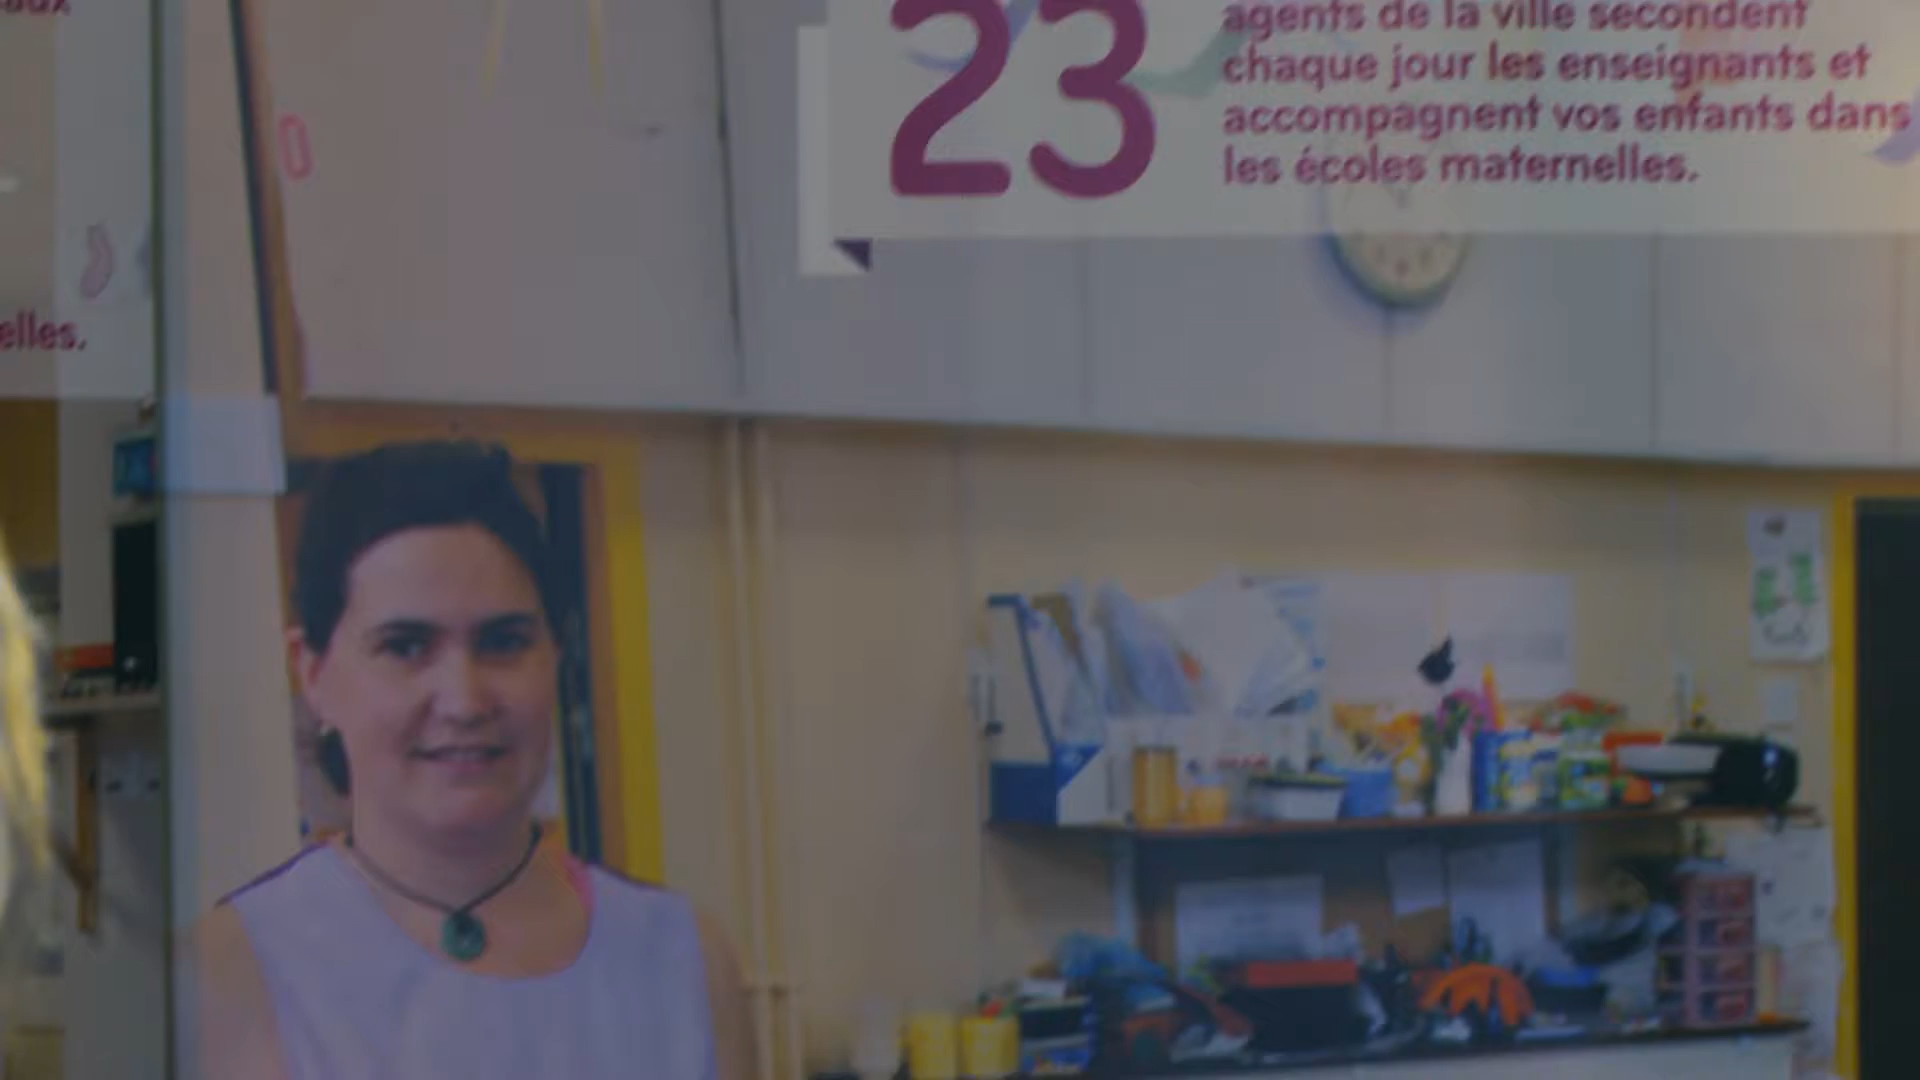 elles.
23
agents de la ville secondent
chaque jour les enseignants et
accompagnent vos enfants dans
les écoles maternelles.